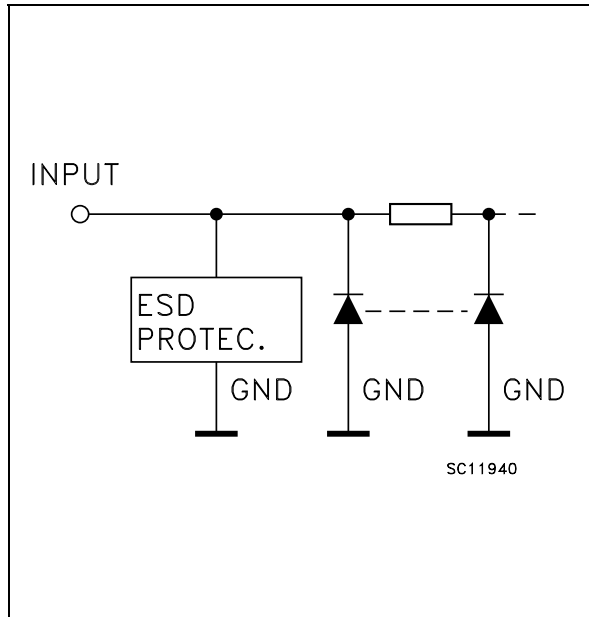 INPUT
ESD
PROTEC.
GND
GND
GND
SC11940